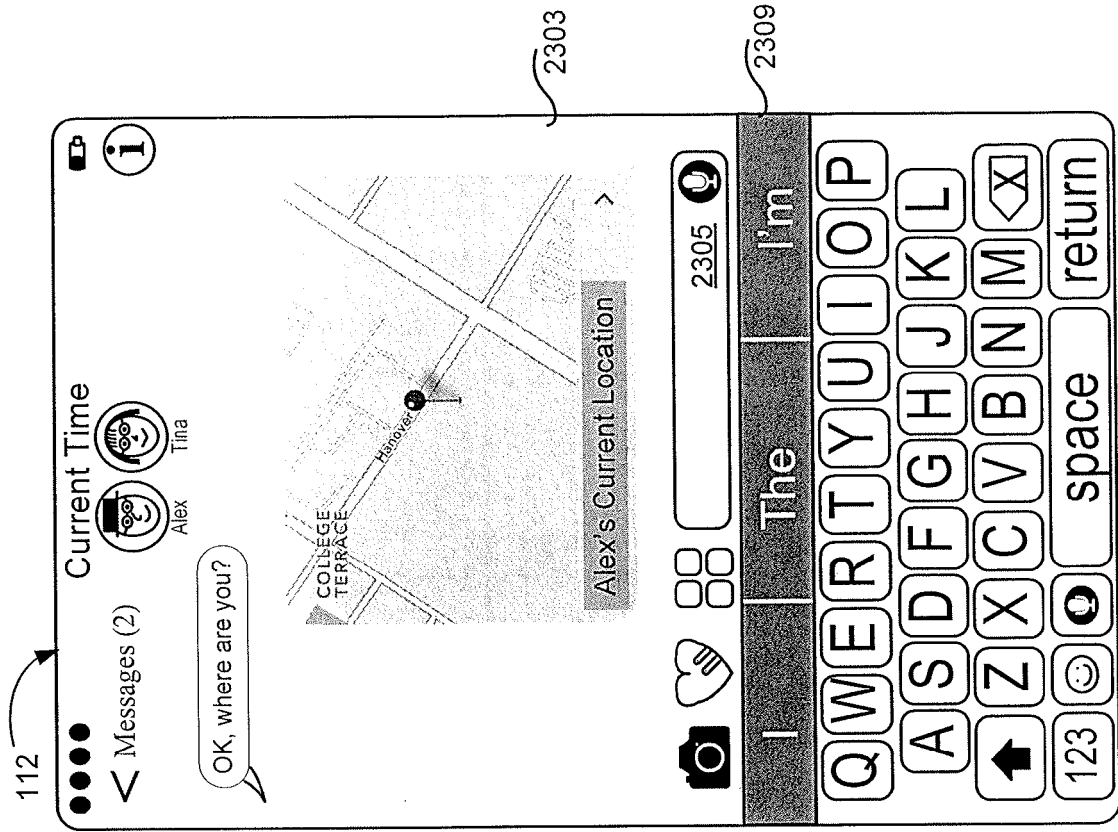 112
Current Time
< Messages (2)
i
Alex
Tina
OK, where are you?
COLLEGE
TERRACE
Hanover
Alex's Current Location
>
2303
2305
2309
I
The
I'm
Q W E R T Y U I O P
A S D F G H J K L
Z X C V B N M X
123
space
return